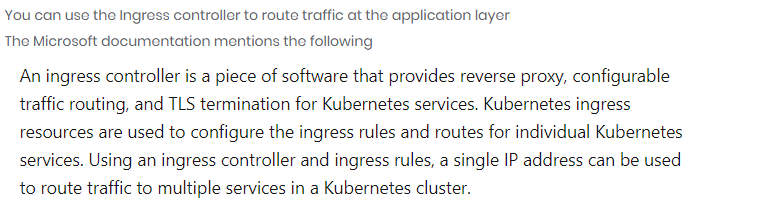 You can use the Ingress controller to route traffic at the application layer
The Microsoft documentation mentions the following
An ingress controller is a piece of software that provides reverse proxy, configurable
traffic routing, and TLS termination for Kubernetes services. Kubernetes ingress
resources are used to configure the ingress rules and routes for individual Kubernetes
services. Using an ingress controller and ingress rules, a single IP address can be used
to route traffic to multiple services in a Kubernetes cluster.